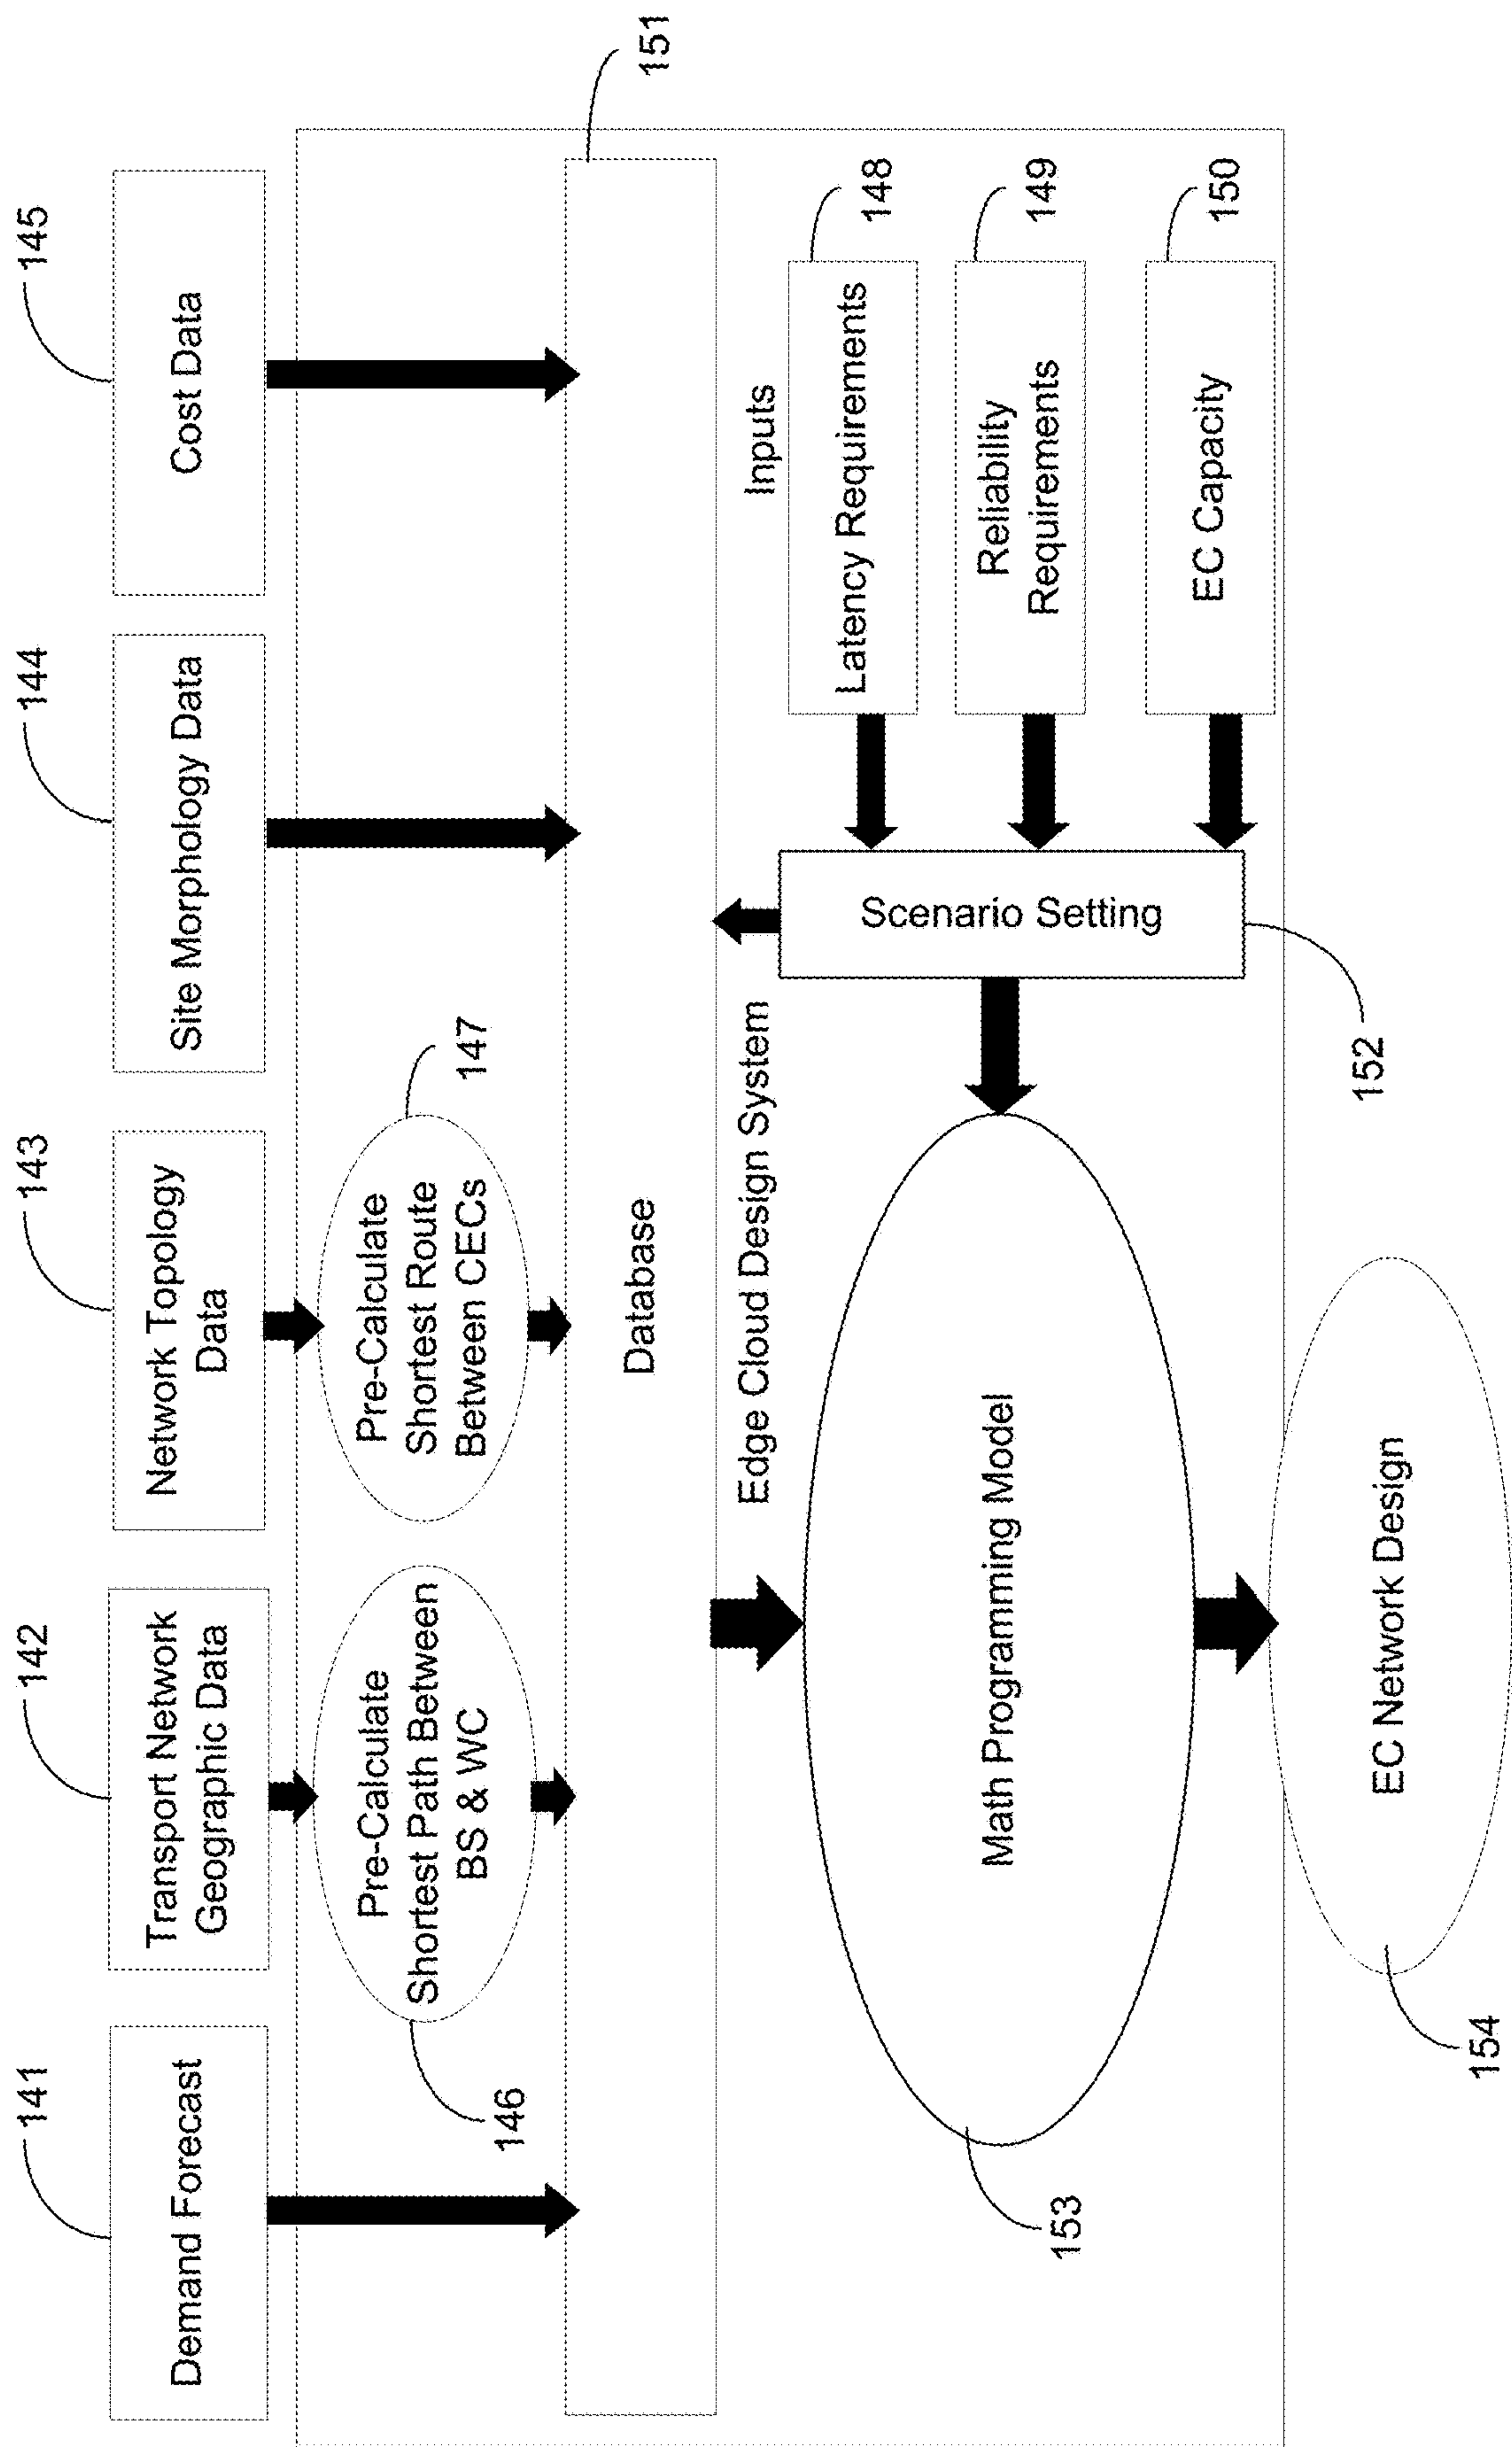 141
Demand Forecast
142
Transport Network
Geographic Data
143
Network Topology
Data
144
Site Morphology Data
145
Cost Data
146
Pre-Calculate
Shortest Path Between
BS & WC
147
Pre-Calculate
Shortest Route
Between CECs
151
Database
Edge Cloud Design System
Inputs
148
Latency Requirements
149
Reliability
Requirements
150
EC Capacity
152
Scenario Setting
153
Math Programming Model
154
EC Network Design